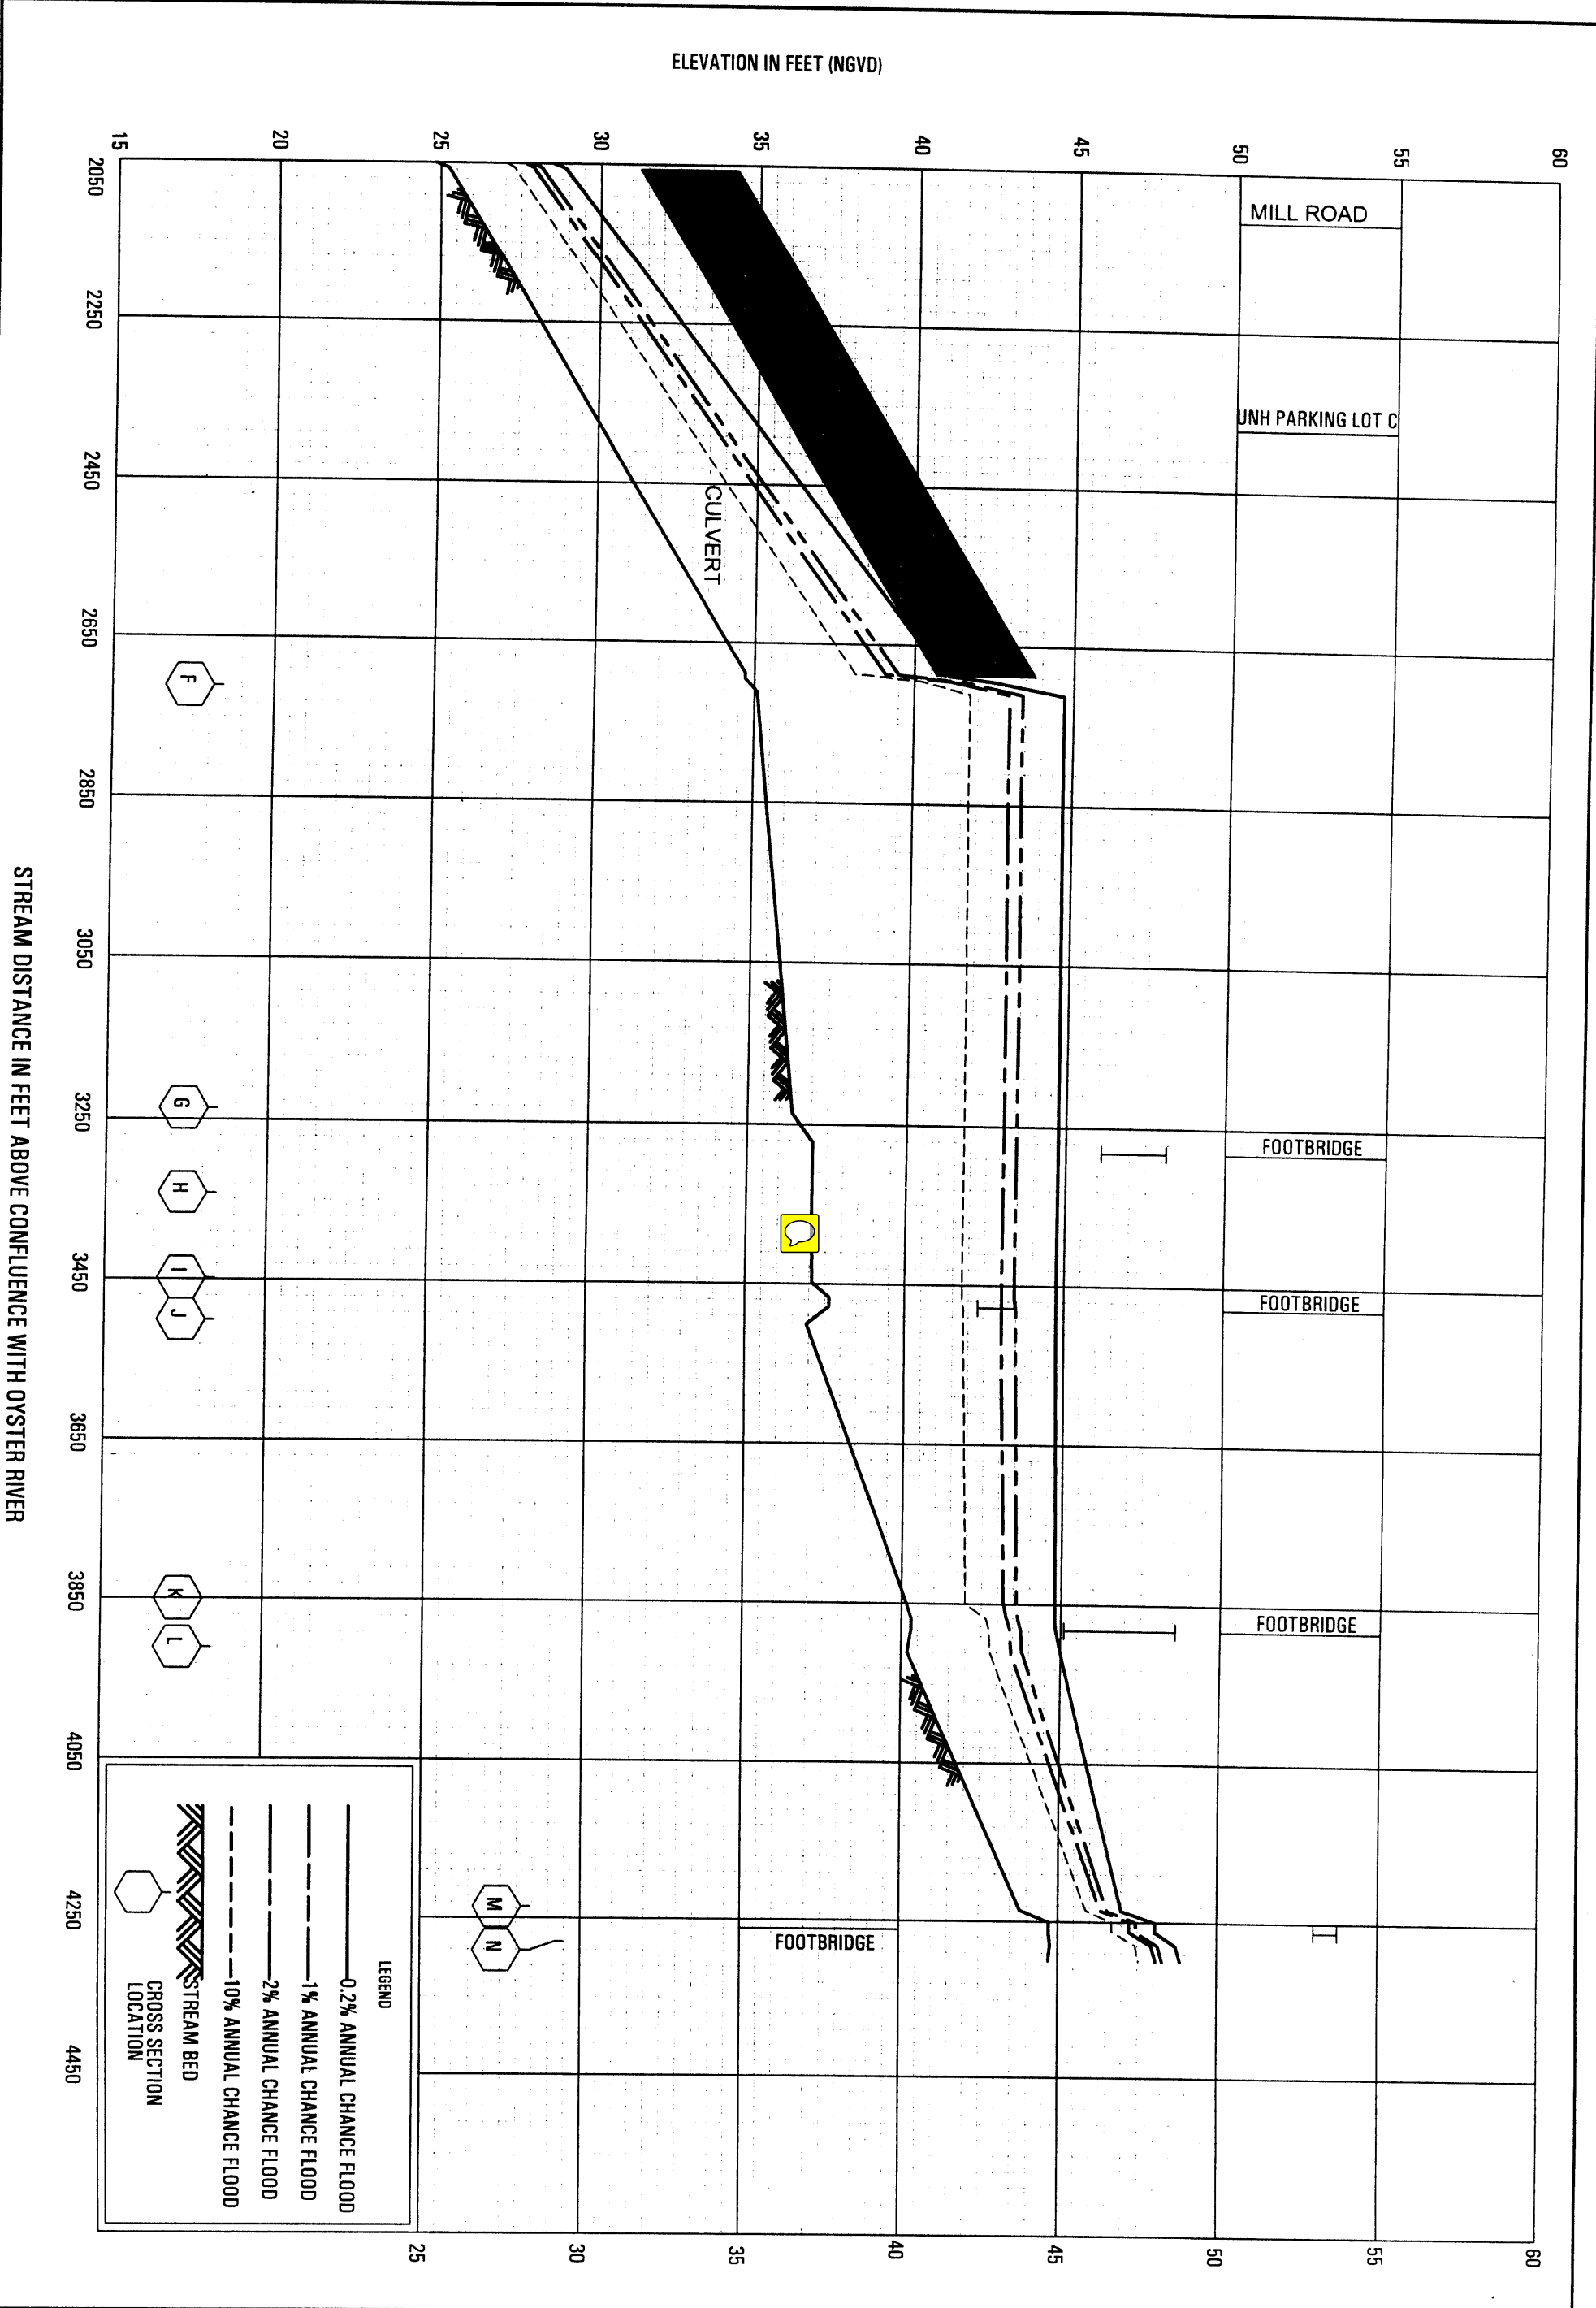 ELEVATION IN FEET (NGVD)
60
55
50
45
40
35
30
25
20
15
MILL ROAD
UNH PARKING LOT C
FOOTBRIDGE
FOOTBRIDGE
FOOTBRIDGE
CULVERT
FOOTBRIDGE
60
55
50
45
40
35
30
25
F
G
H
I
J
K
L
M
N
LEGEND
0.2% ANNUAL CHANCE FLOOD
1% ANNUAL CHANCE FLOOD
2% ANNUAL CHANCE FLOOD
10% ANNUAL CHANCE FLOOD
STREAM BED
CROSS SECTION
LOCATION
2050
2250
2450
2650
2850
3050
3250
3450
3650
3850
4050
4250
4450
STREAM DISTANCE IN FEET ABOVE CONFLUENCE WITH OYSTER RIVER